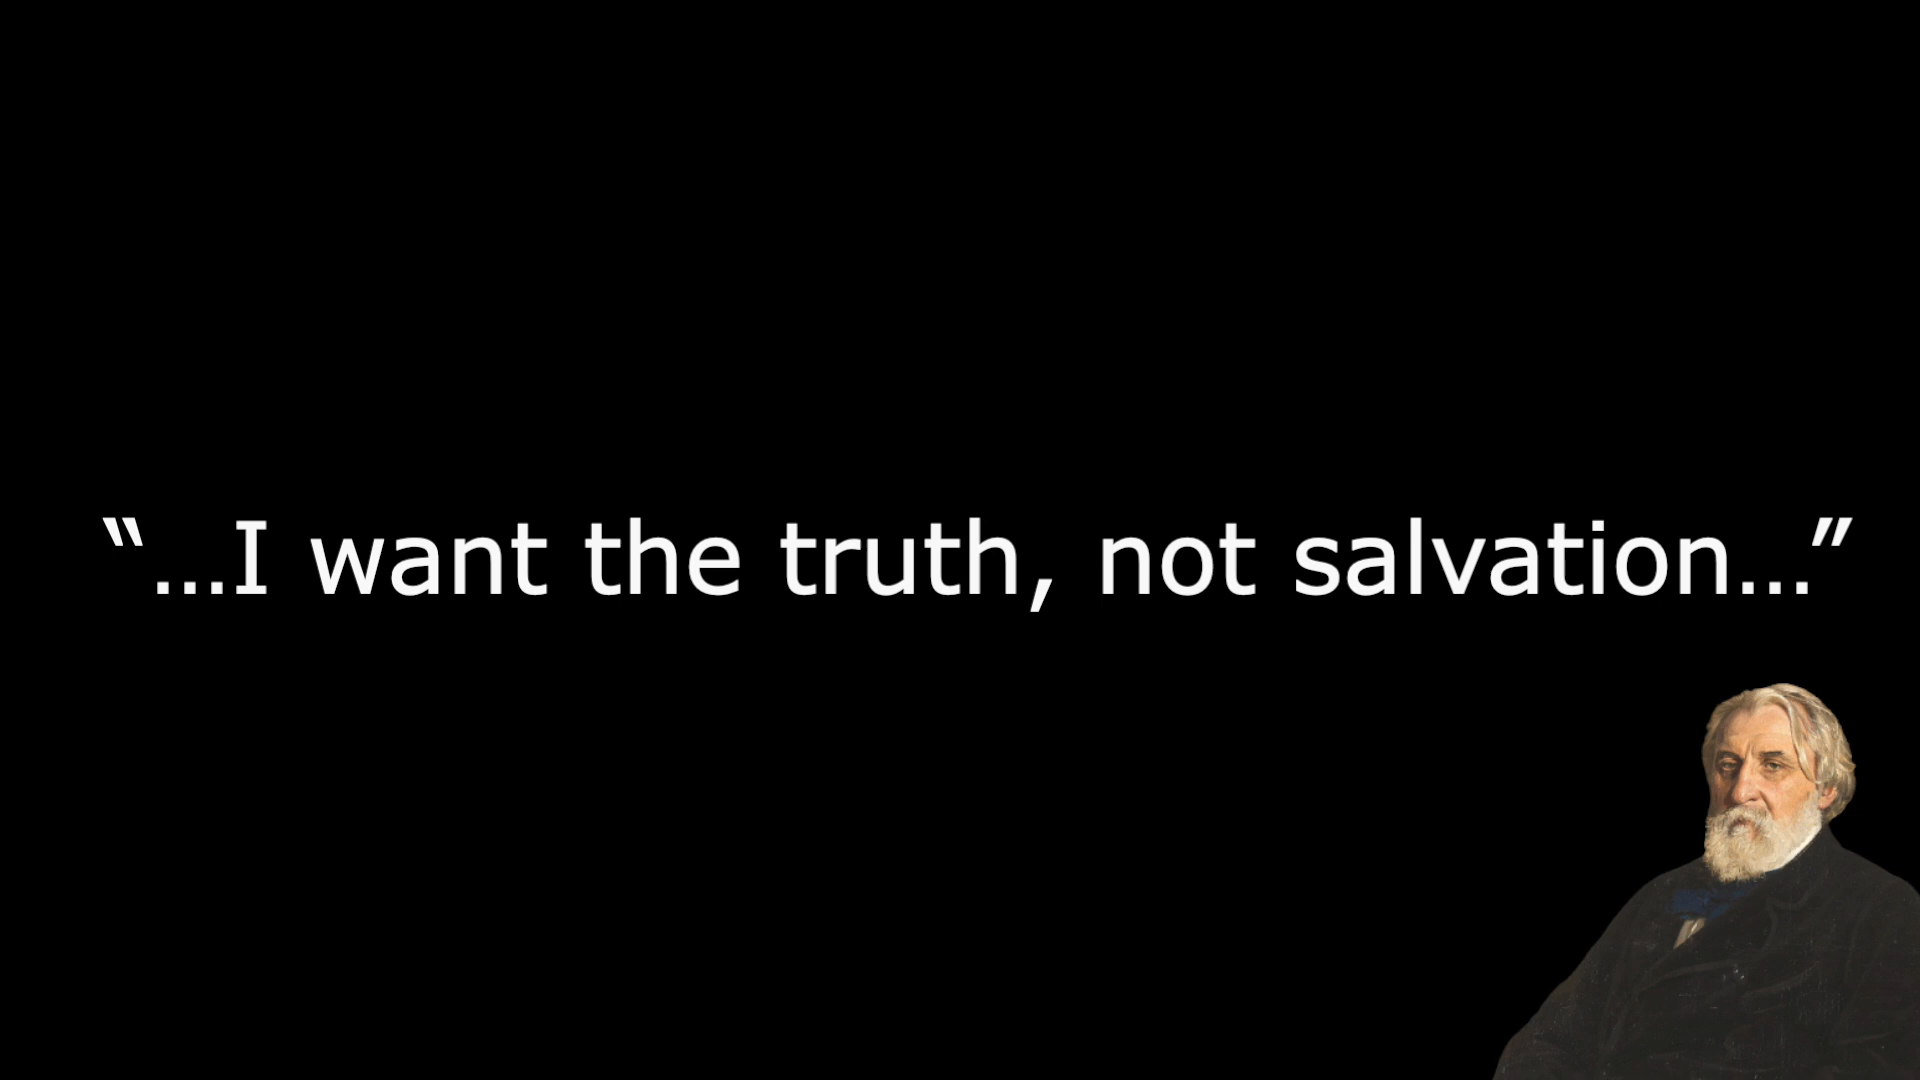 “...I want the truth, not salvation...”